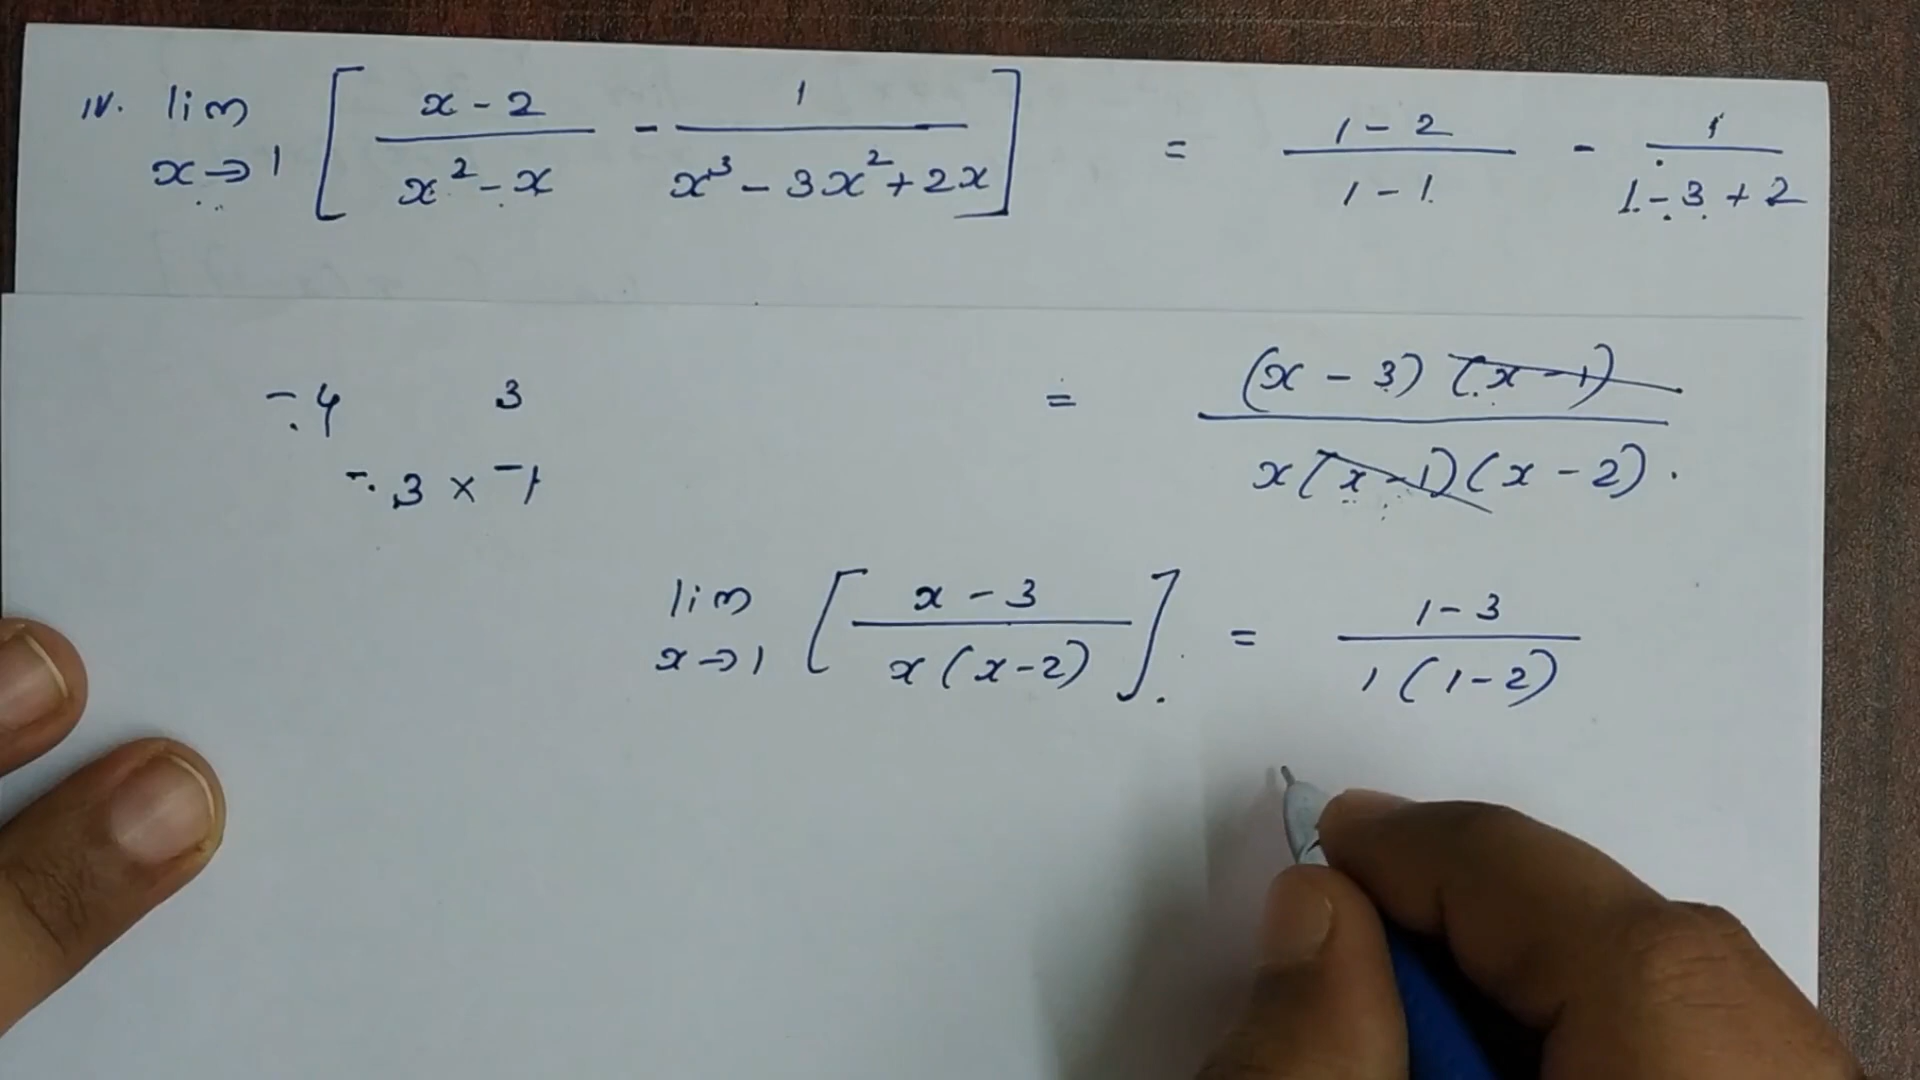 iv. lim x→1 [ (x - 2)/(x² - x) - 1/(x³ - 3x² + 2x) ] = (1 - 2)/(1 - 1) - 1/(1 - 3 + 2)
-4 3 = (x - 3)(x - 1)/x(x - 1)(x - 2)
-3 × -1
lim x→1 [ (x - 3)/x(x-2) ] = (1 - 3)/1(1-2)